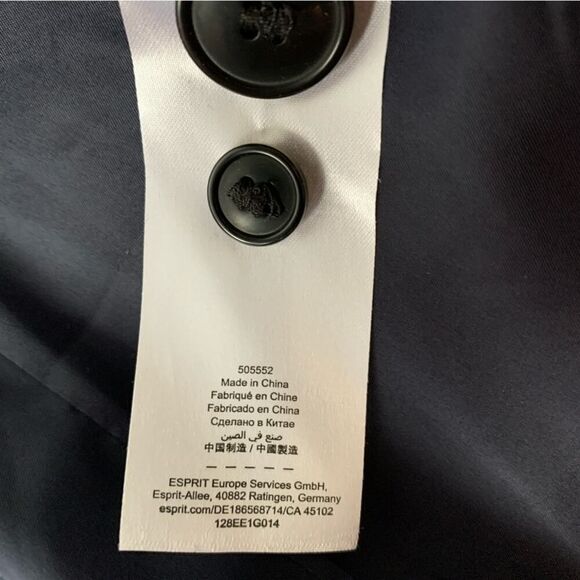 505552
Made in China
Fabriqué en Chine
Fabricado en China
Сделано в Китае
صنع في الصين
中国制造 / 中國製造
ESPRIT Europe Services GmbH,
Esprit-Allee, 40882 Ratingen, Germany
esprit.com/DE186568714/CA 45102
128EE1G014